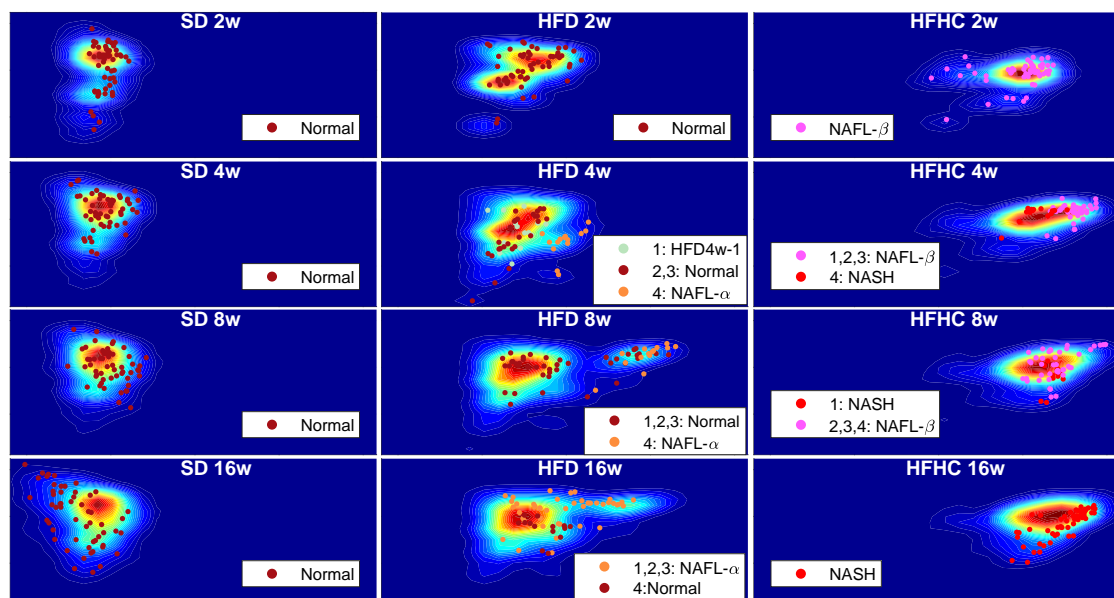 SD 2w
Normal
HFD 2w
Normal
HFHC 2w
NAFL-β
SD 4w
Normal
HFD 4w
1: HFD4w-1
2,3: Normal
4: NAFL-α
HFHC 4w
1,2,3: NAFL-β
4: NASH
SD 8w
Normal
HFD 8w
1,2,3: Normal
4: NAFL-α
HFHC 8w
1: NASH
2,3,4: NAFL-β
SD 16w
Normal
HFD 16w
1,2,3: NAFL-α
4:Normal
HFHC 16w
NASH